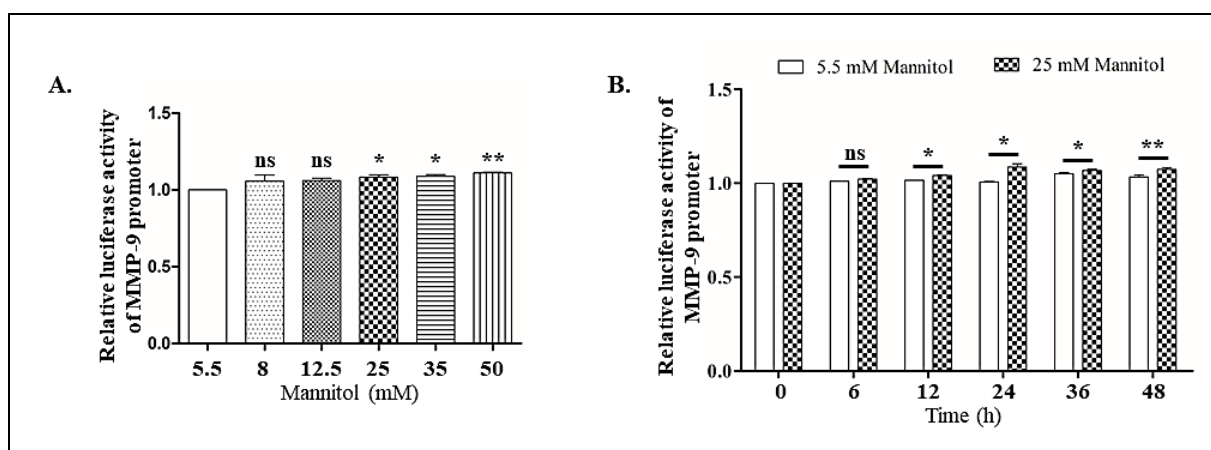 A.
Relative luciferase activity
of MMP-9 promoter
1.5
1.0
0.5
0.0
ns
ns
*
*
**
5.5 8 12.5 25 35 50
Mannitol (mM)
B.
5.5 mM Mannitol 25 mM Mannitol
Relative luciferase activity of
MMP-9 promoter
1.5
1.0
0.5
0.0
ns
*
*
*
**
0 6 12 24 36 48
Time (h)